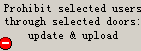 Prohibit selected users
through selected doors:
update & upload